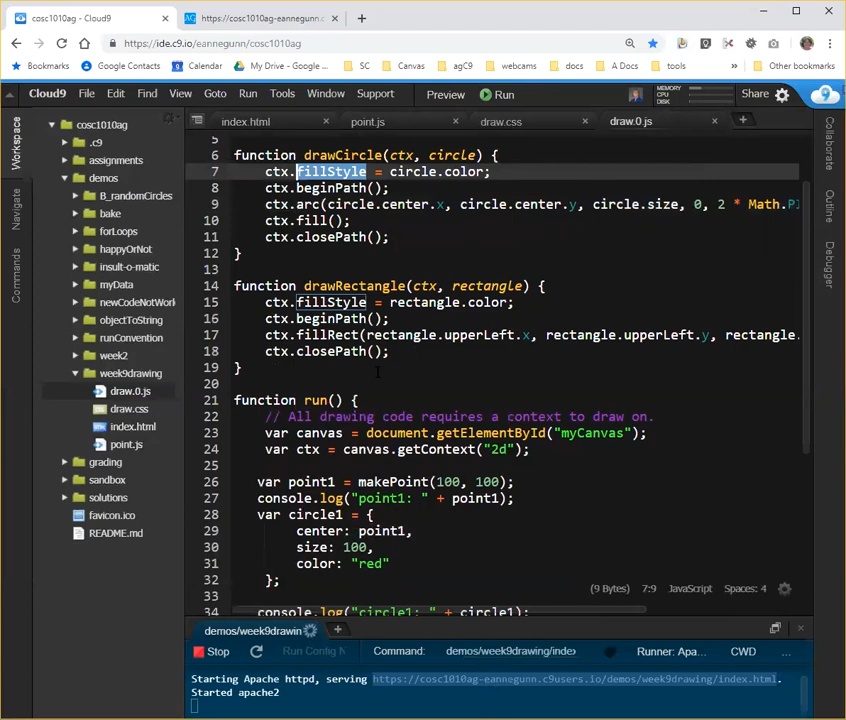 cosc1010ag - Cloud9
https://cosc1010ag-eannegunn.c
https://ide.c9.io/eannegunn/cosc1010ag
Bookmarks Google Contacts Calendar My Drive - Google ... SC Canvas agC9 webcams docs A Docs tools » Other bookmarks
Cloud9 File Edit Find View Goto Run Tools Window Support Preview Run MEMORY CPU DISK Share
Workspace
Navigate
Commands
cosc1010ag
.c9
assignments
demos
B_randomCircles
bake
forLoops
happyOrNot
insult-o-matic
myData
newCodeNotWork
objectToString
runConvention
week2
week9drawing
draw.0.js
draw.css
index.html
point.js
grading
sandbox
solutions
favicon.ico
README.md
index.html point.js draw.css draw.0.js
5
6 function drawCircle(ctx, circle) {
7 ctx.fillStyle = circle.color;
8 ctx.beginPath();
9 ctx.arc(circle.center.x, circle.center.y, circle.size, 0, 2 * Math.PI
10 ctx.fill();
11 ctx.closePath();
12 }
13
14 function drawRectangle(ctx, rectangle) {
15 ctx.fillStyle = rectangle.color;
16 ctx.beginPath();
17 ctx.fillRect(rectangle.upperLeft.x, rectangle.upperLeft.y, rectangle.
18 ctx.closePath();
19 }
20
21 function run() {
22 // All drawing code requires a context to draw on.
23 var canvas = document.getElementById("myCanvas");
24 var ctx = canvas.getContext("2d");
25
26 var point1 = makePoint(100, 100);
27 console.log("point1: " + point1);
28 var circle1 = {
29 center: point1,
30 size: 100,
31 color: "red"
32 };
33
34 console.log("circle1: " + circle1);
(9 Bytes) 7:9 JavaScript Spaces: 4
Collaborate
Outline
Debugger
demos/week9drawin
Stop Run Config N Command: demos/week9drawing/index Runner: Apa... CWD ...
Starting Apache httpd, serving https://cosc1010ag-eannegunn.c9users.io/demos/week9drawing/index.html.
Started apache2